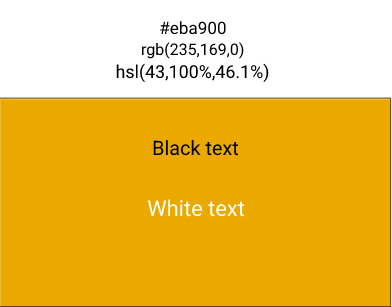 #eba900
rgb(235,169,0)
hsl(43,100%,46.1%)
Black text
White text